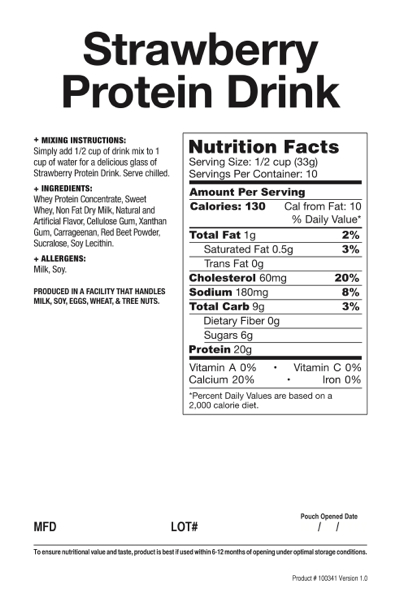 Strawberry
Protein Drink
+ MIXING INSTRUCTIONS:
Simply add 1/2 cup of drink mix to 1
cup of water for a delicious glass of
Strawberry Protein Drink. Serve chilled.
+ INGREDIENTS:
Whey Protein Concentrate, Sweet
Whey, Non Fat Dry Milk, Natural and
Artificial Flavor, Cellulose Gum, Xanthan
Gum, Carrageenan, Red Beet Powder,
Sucralose, Soy Lecithin.
+ ALLERGENS:
Milk, Soy.
PRODUCED IN A FACILITY THAT HANDLES
MILK, SOY, EGGS, WHEAT, & TREE NUTS.
Nutrition Facts
Serving Size: 1/2 cup (33g)
Servings Per Container: 10
Amount Per Serving
Calories: 130 Cal from Fat: 10
% Daily Value*
Total Fat 1g 2%
Saturated Fat 0.5g 3%
Trans Fat 0g
Cholesterol 60mg 20%
Sodium 180mg 8%
Total Carb 9g 3%
Dietary Fiber 0g
Sugars 6g
Protein 20g
Vitamin A 0% • Vitamin C 0%
Calcium 20% • Iron 0%
*Percent Daily Values are based on a
2,000 calorie diet.
Pouch Opened Date
MFD LOT# / /
To ensure nutritional value and taste, product is best if used within 6-12 months of opening under optimal storage conditions.
Product # 100341 Version 1.0